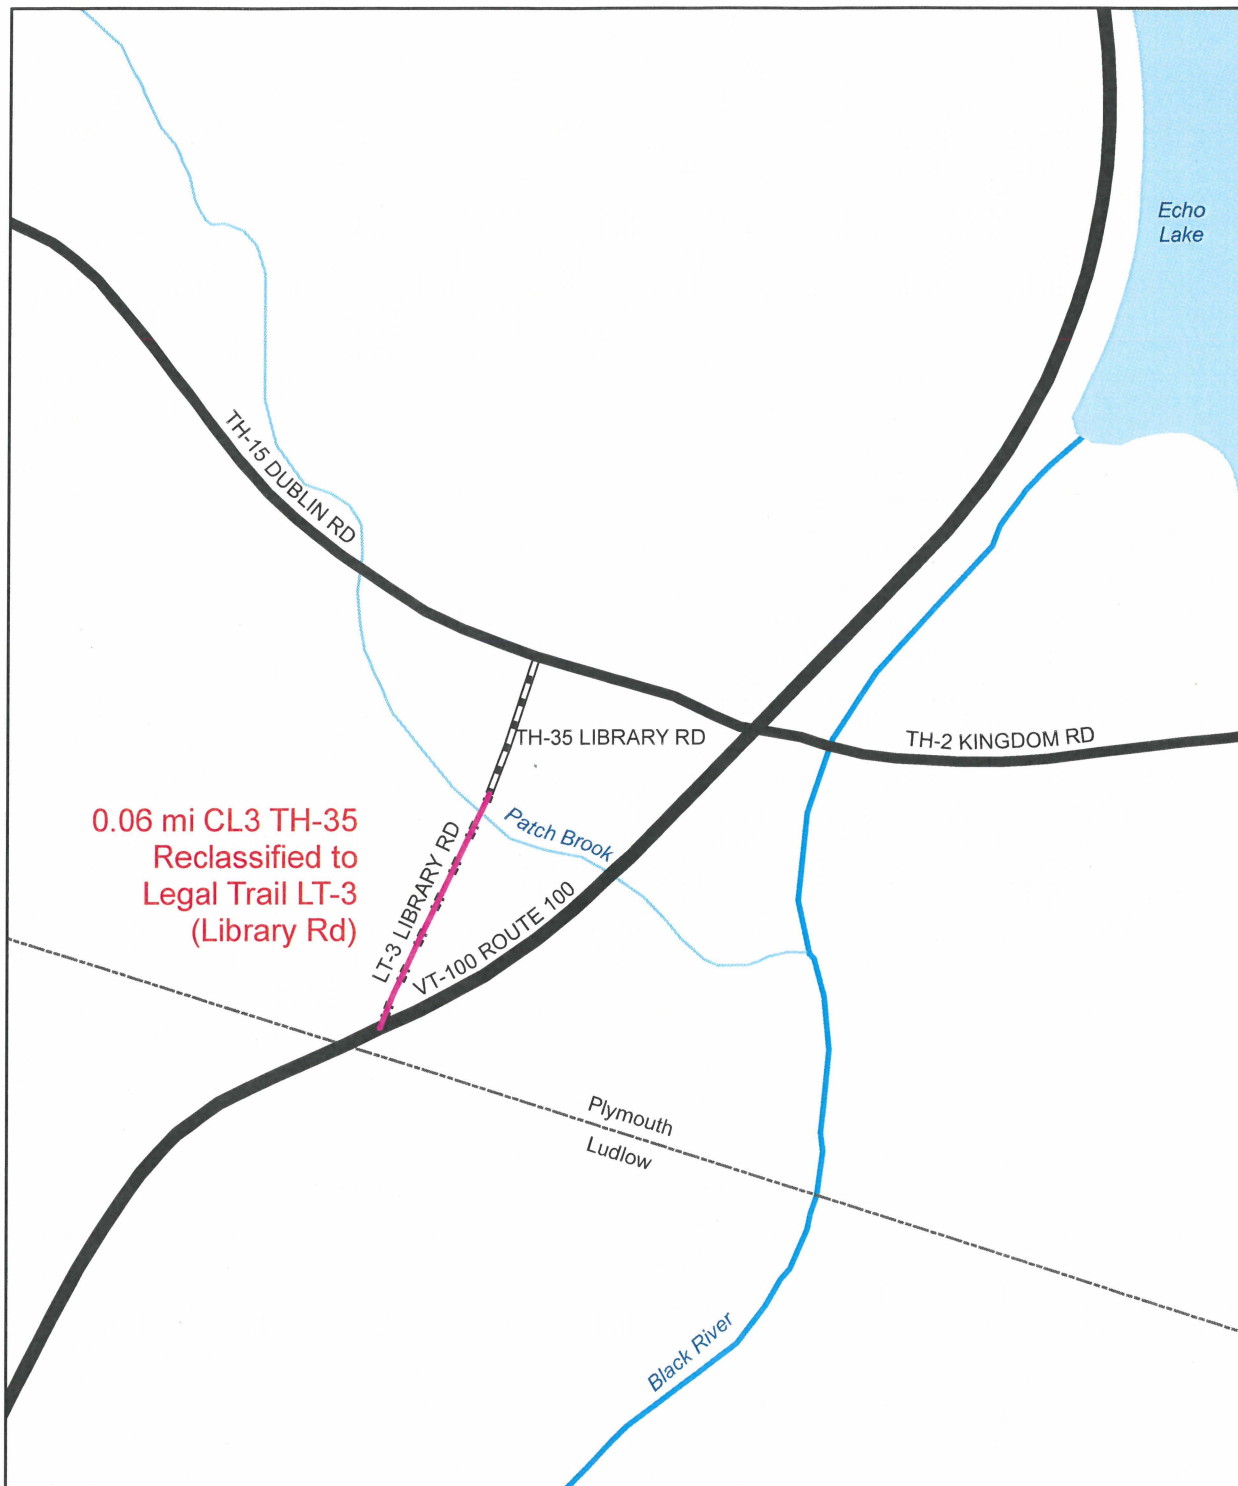 Echo
Lake
TH-15 DUBLIN RD
TH-35 LIBRARY RD
TH-2 KINGDOM RD
0.06 mi CL3 TH-35
Reclassified to
Legal Trail LT-3
(Library Rd)
Patch Brook
LT-3 LIBRARY RD
VT-100 ROUTE 100
Plymouth
Ludlow
Black River